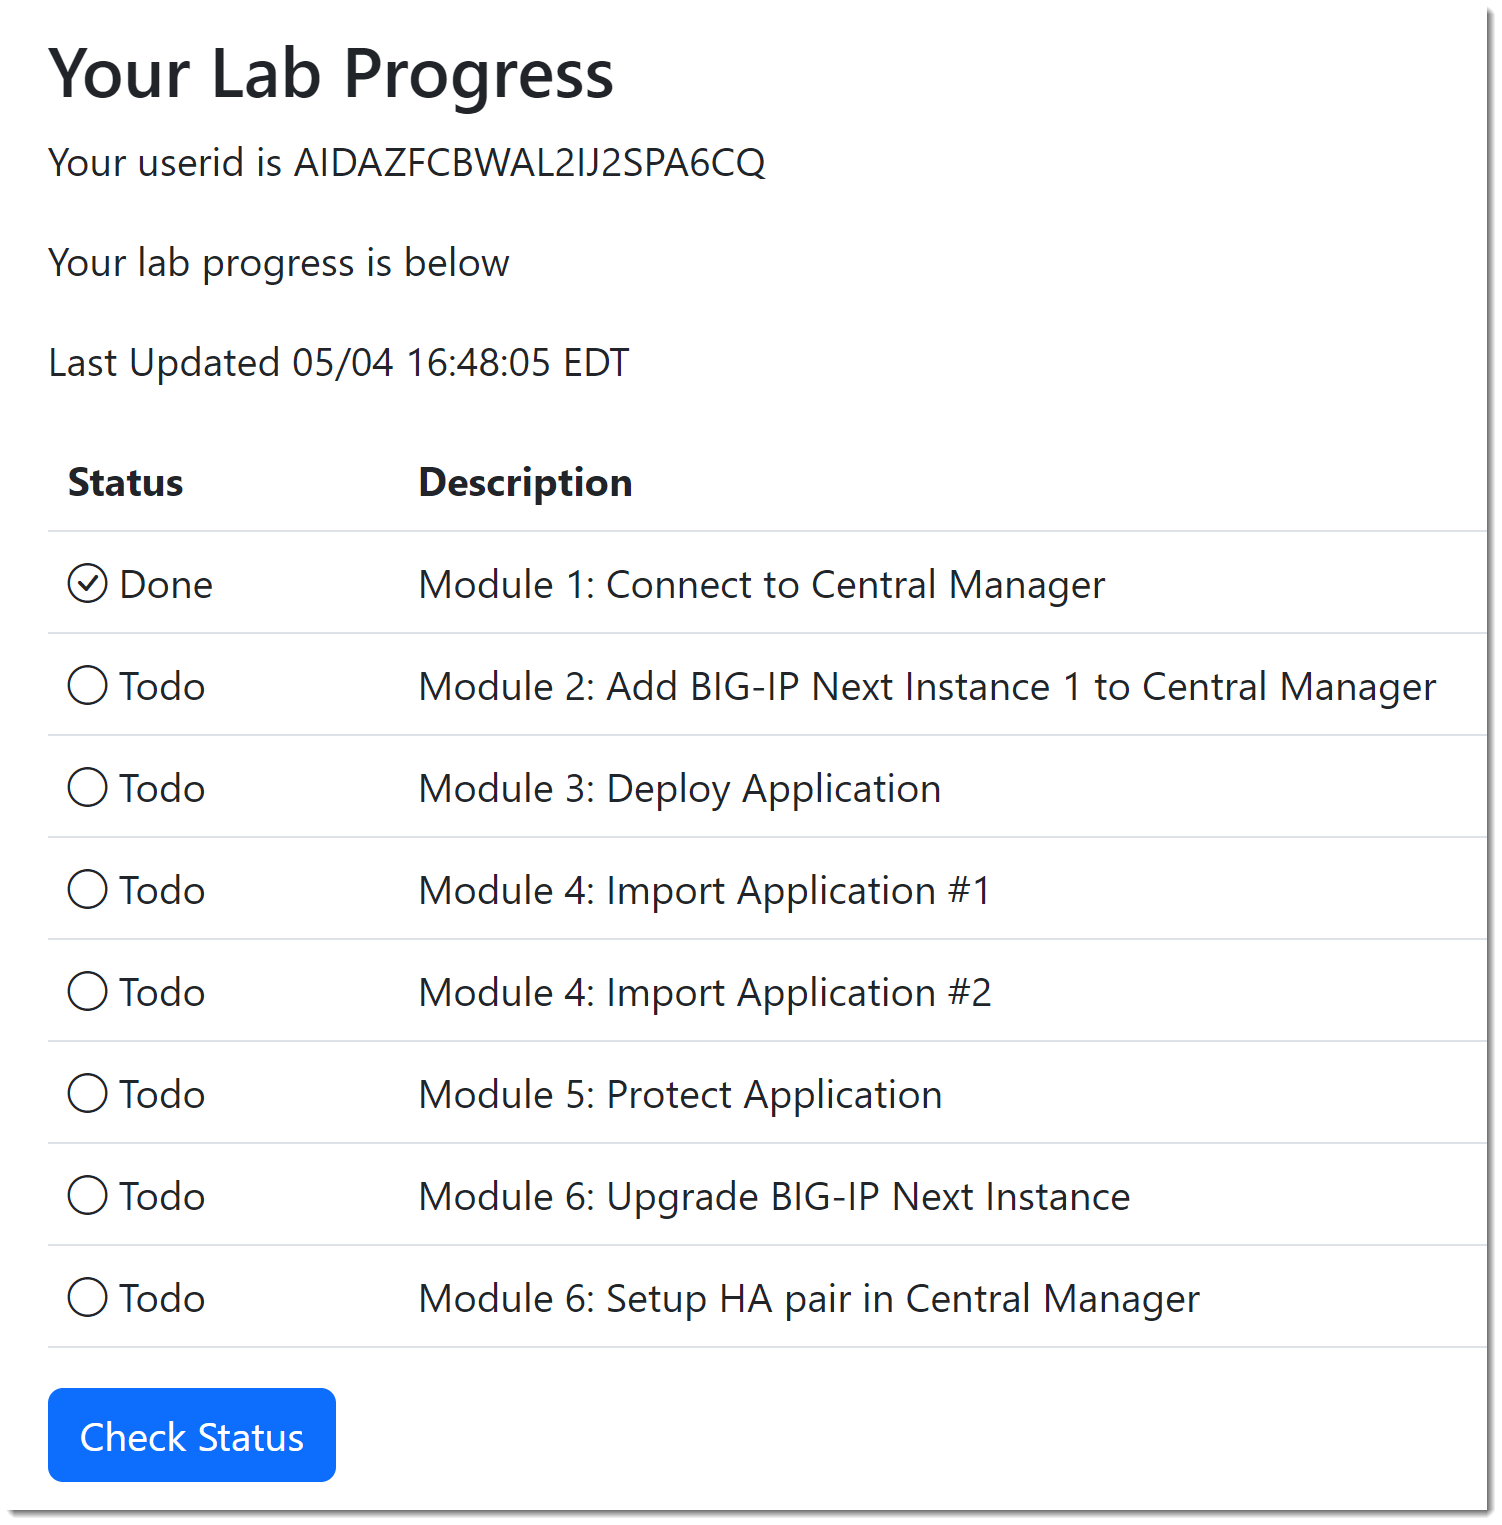 Your Lab Progress
Your userid is AIDAZFCBWAL2IJ2SPA6CQ
Your lab progress is below
Last Updated 05/04 16:48:05 EDT
Status Description
Done Module 1: Connect to Central Manager
Todo Module 2: Add BIG-IP Next Instance 1 to Central Manager
Todo Module 3: Deploy Application
Todo Module 4: Import Application #1
Todo Module 4: Import Application #2
Todo Module 5: Protect Application
Todo Module 6: Upgrade BIG-IP Next Instance
Todo Module 6: Setup HA pair in Central Manager
Check Status